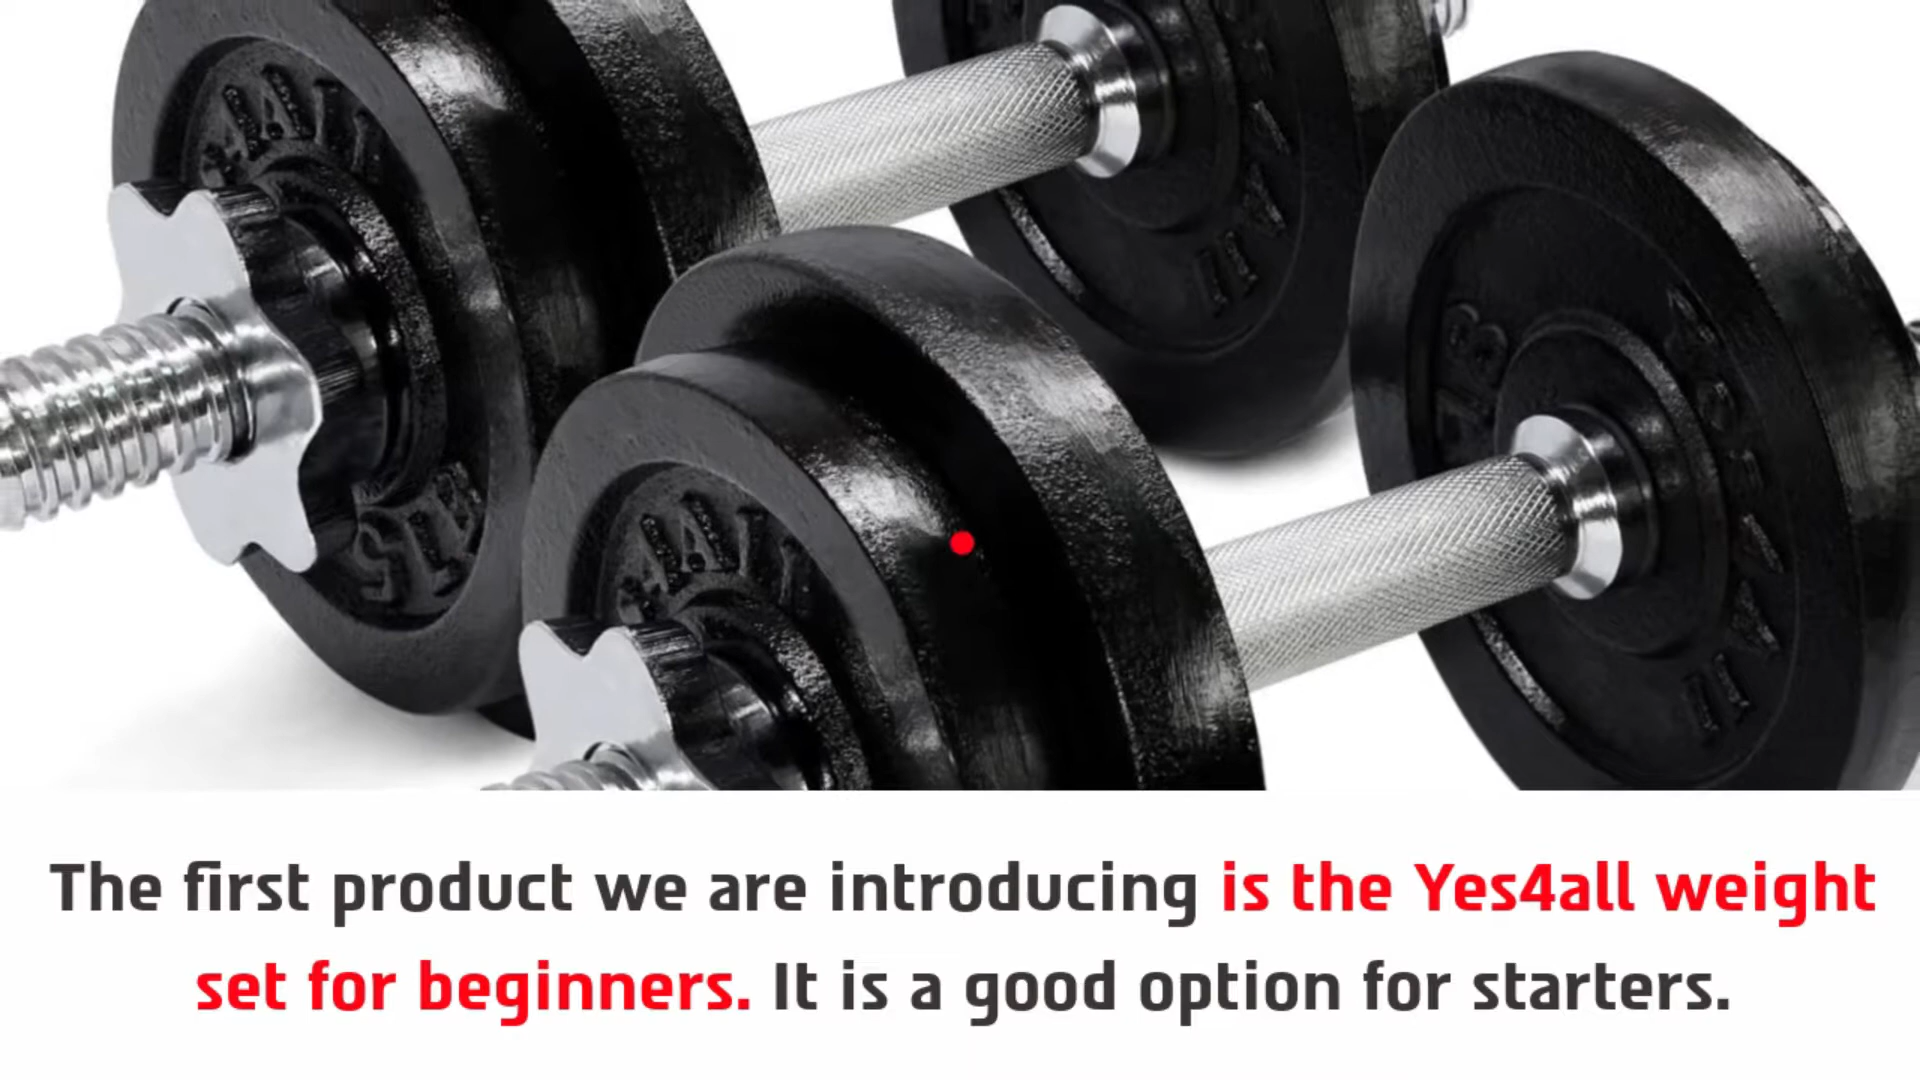 The first product we are introducing is the Yes4all weight
set for beginners. It is a good option for starters.